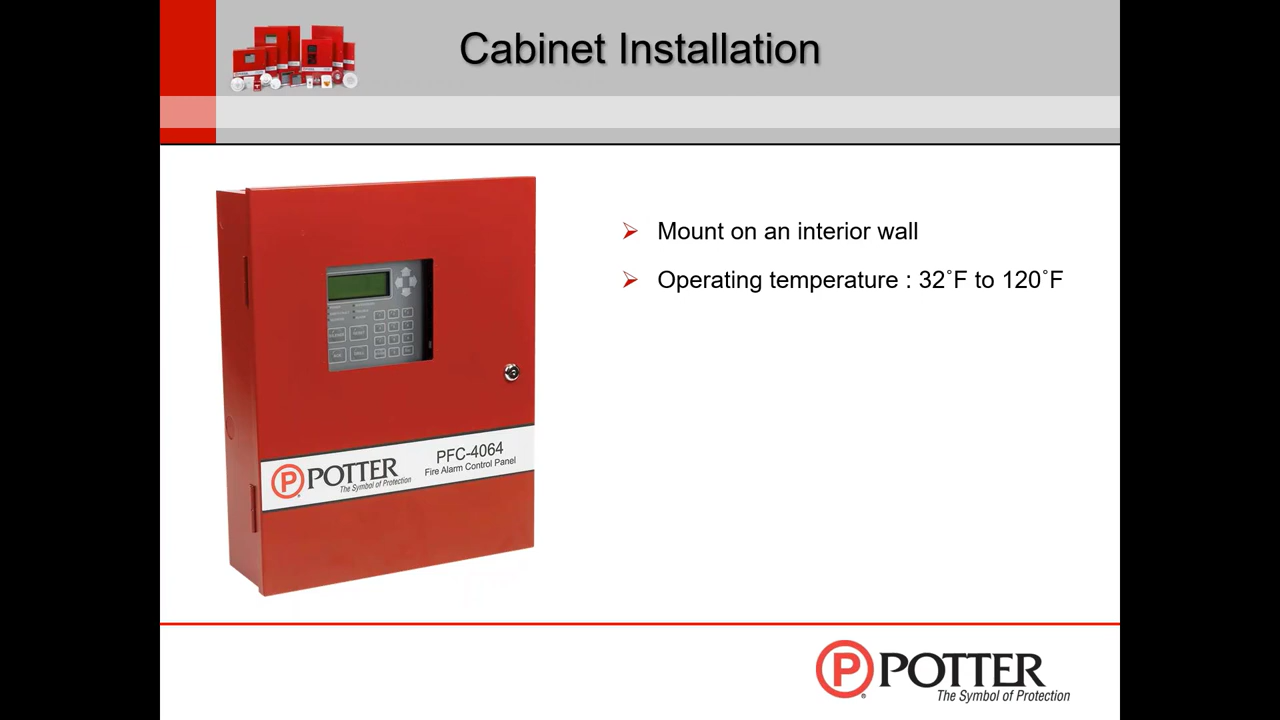 Cabinet Installation
Mount on an interior wall
Operating temperature : 32˚F to 120˚F
PFC-4064
Fire Alarm Control Panel
P POTTER
The Symbol of Protection
P POTTER
The Symbol of Protection